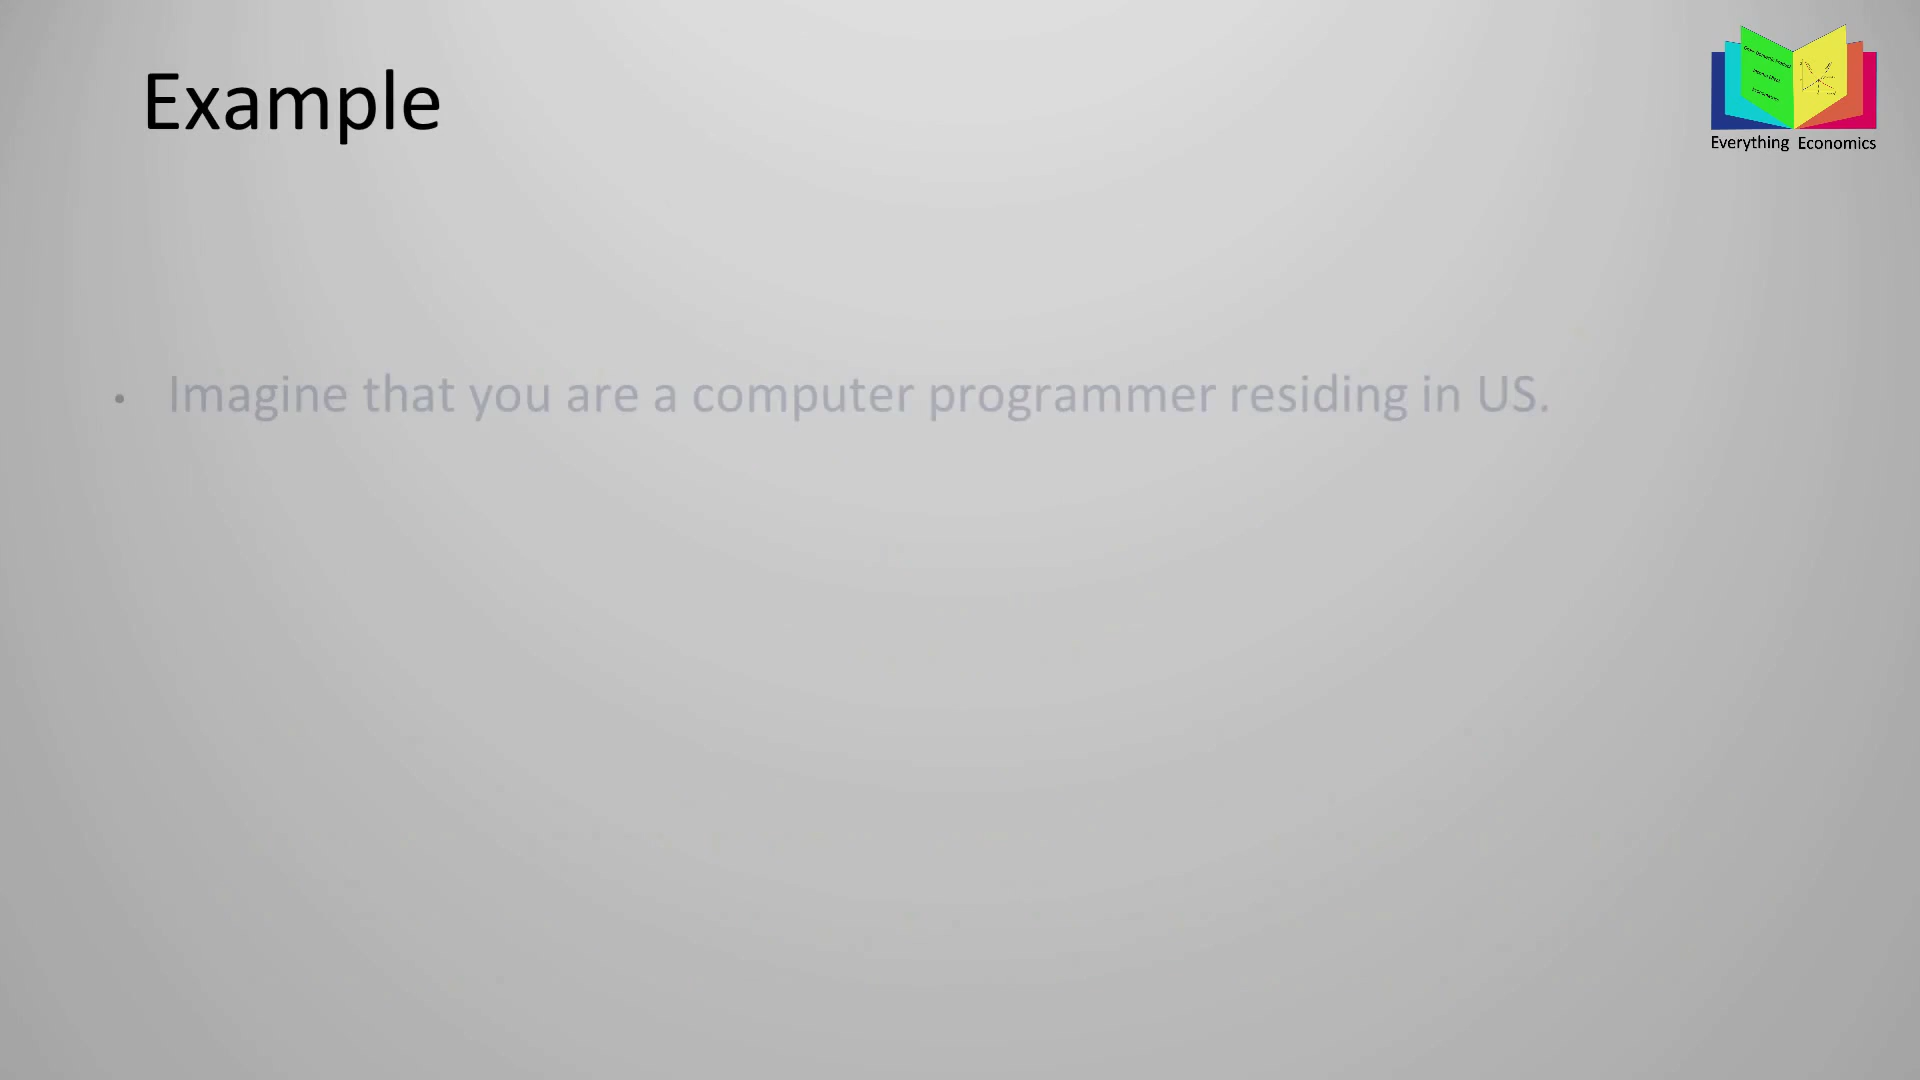 Example
Everything Economics
• Imagine that you are a computer programmer residing in US.